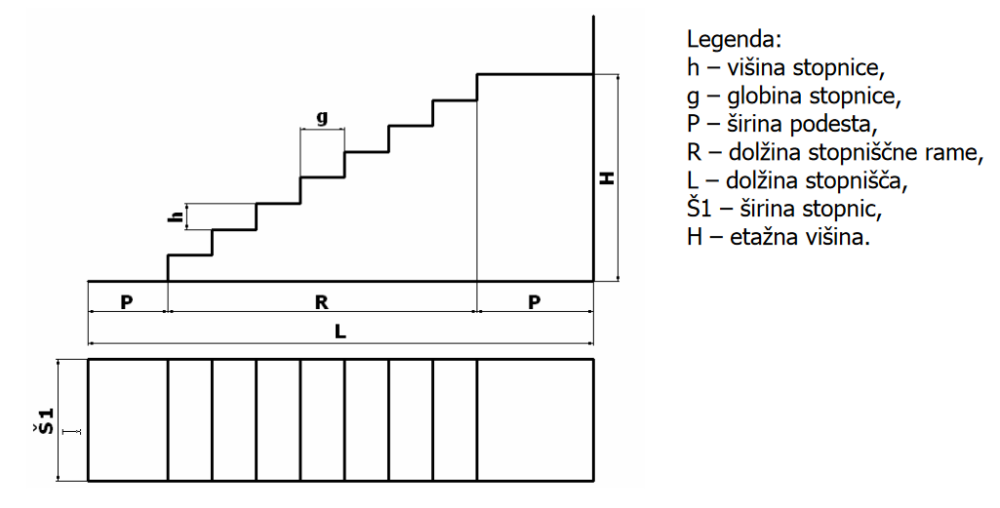 g
h
H
P
R
P
L
Š1
Legenda:
h – višina stopnice,
g – globina stopnice,
P – širina podesta,
R – dolžina stopniščne rame,
L – dolžina stopnišča,
Š1 – širina stopnic,
H – etažna višina.